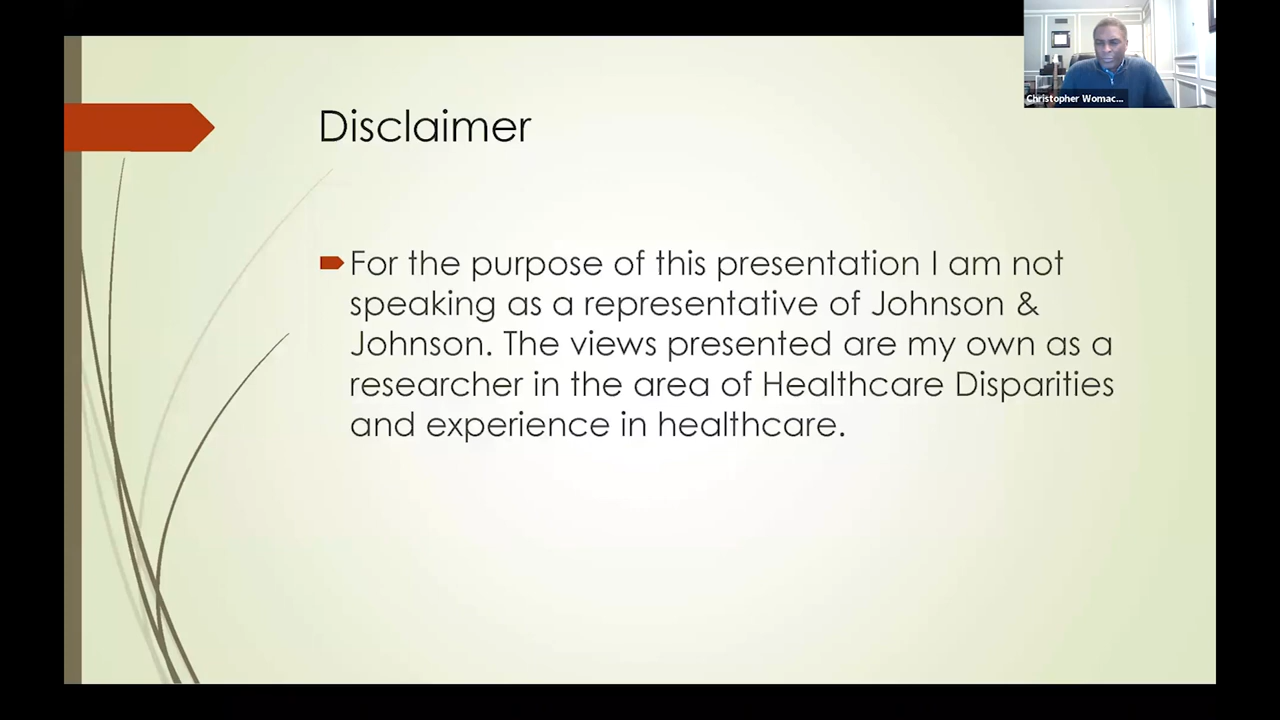 Christopher Womac...
Disclaimer
For the purpose of this presentation I am not
speaking as a representative of Johnson &
Johnson. The views presented are my own as a
researcher in the area of Healthcare Disparities
and experience in healthcare.